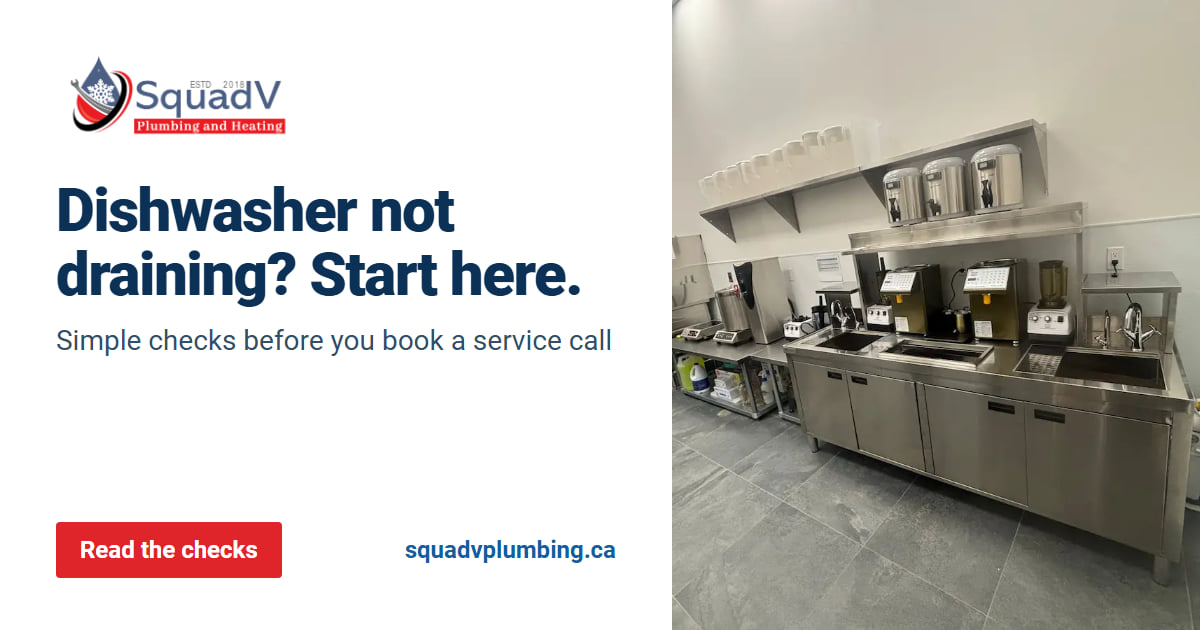 ESTD 2018
SquadV
Plumbing and Heating
Dishwasher not
draining? Start here.
Simple checks before you book a service call
Read the checks
squadvplumbing.ca